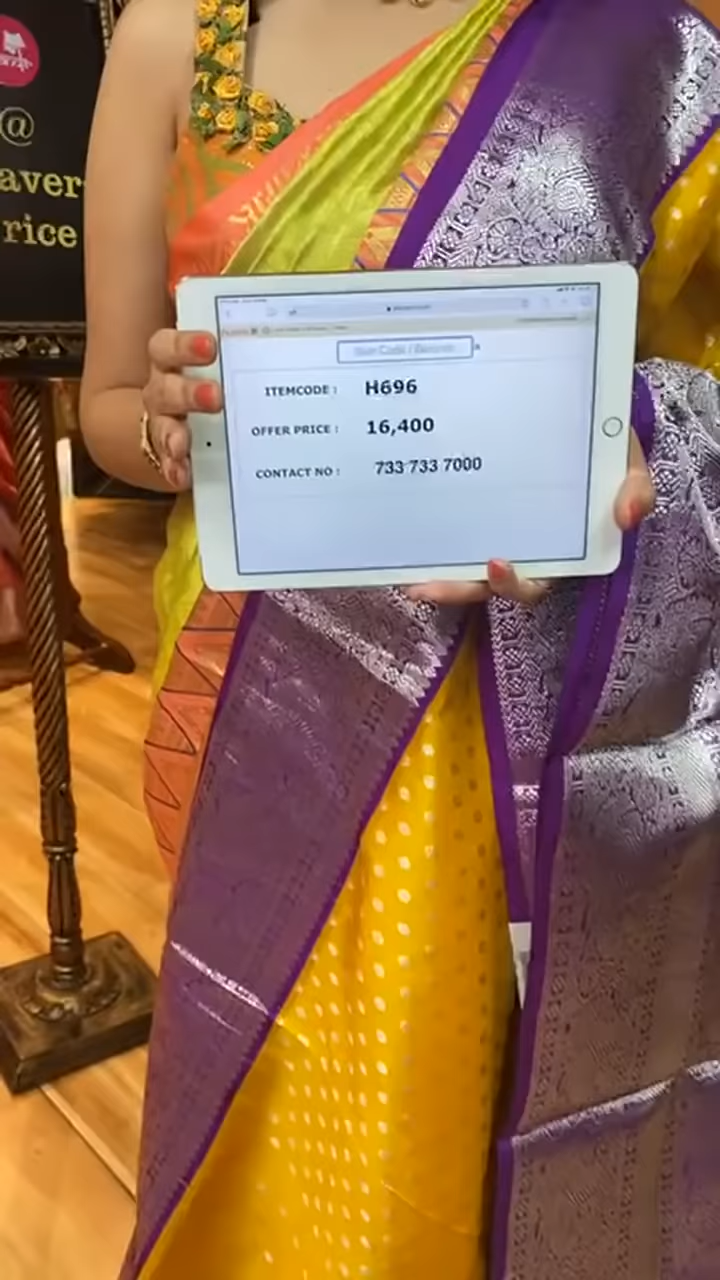 @
aver
rice
ITEMCODE : H696
OFFER PRICE : 16,400
CONTACT NO : 733 733 7000